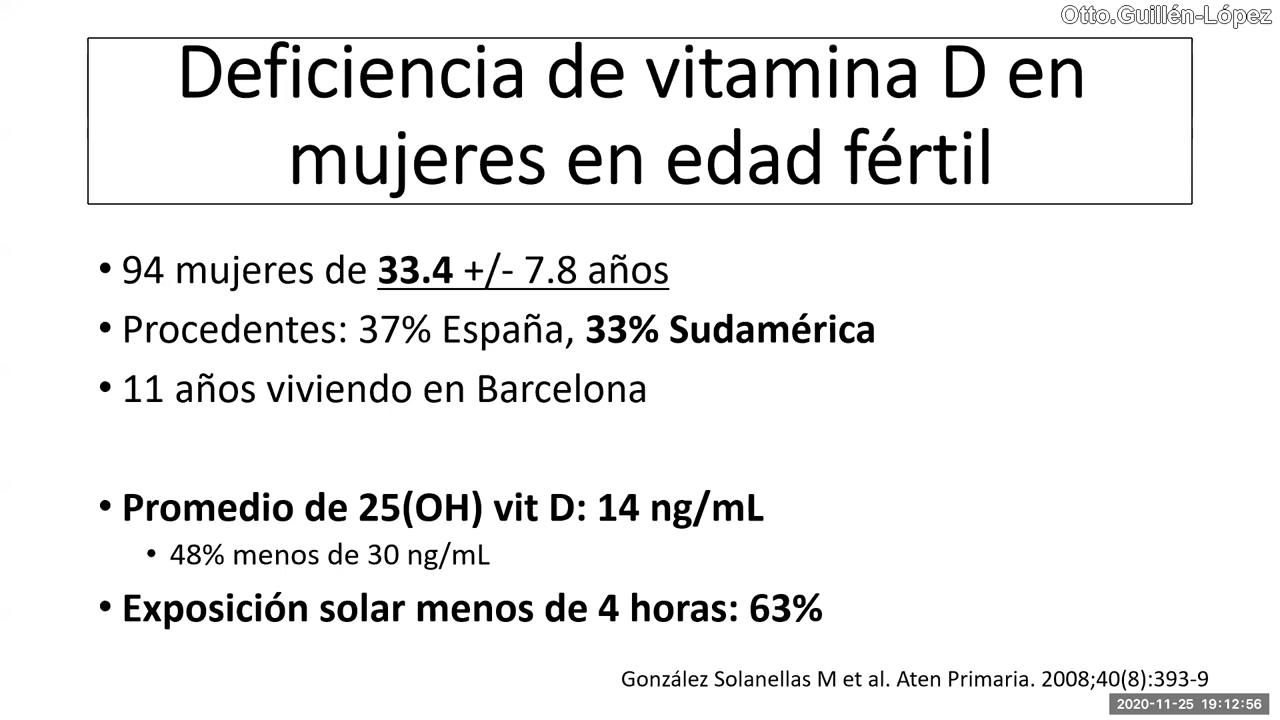 Otto.Guillén-López
Deficiencia de vitamina D en
mujeres en edad fértil
• 94 mujeres de 33.4 +/- 7.8 años
• Procedentes: 37% España, 33% Sudamérica
• 11 años viviendo en Barcelona
• Promedio de 25(OH) vit D: 14 ng/mL
• 48% menos de 30 ng/mL
• Exposición solar menos de 4 horas: 63%
González Solanellas M et al. Aten Primaria. 2008;40(8):393-9
2020-11-25 19:12:56